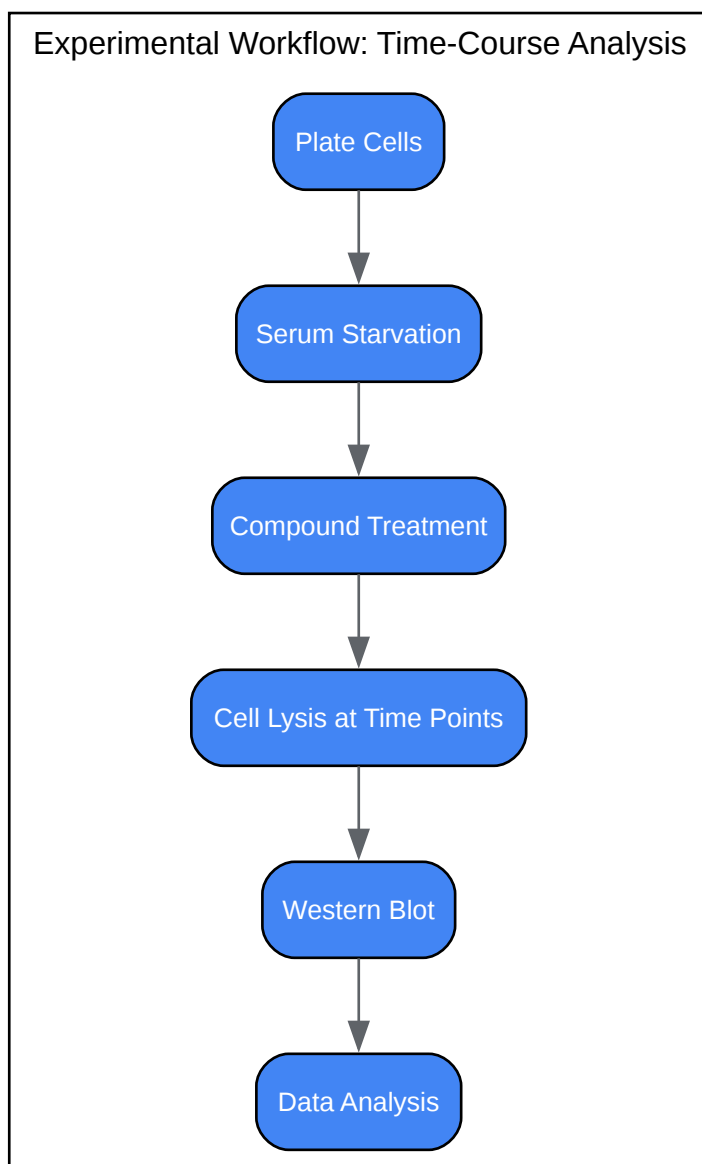 Experimental Workflow: Time-Course Analysis
Plate Cells
Serum Starvation
Compound Treatment
Cell Lysis at Time Points
Western Blot
Data Analysis